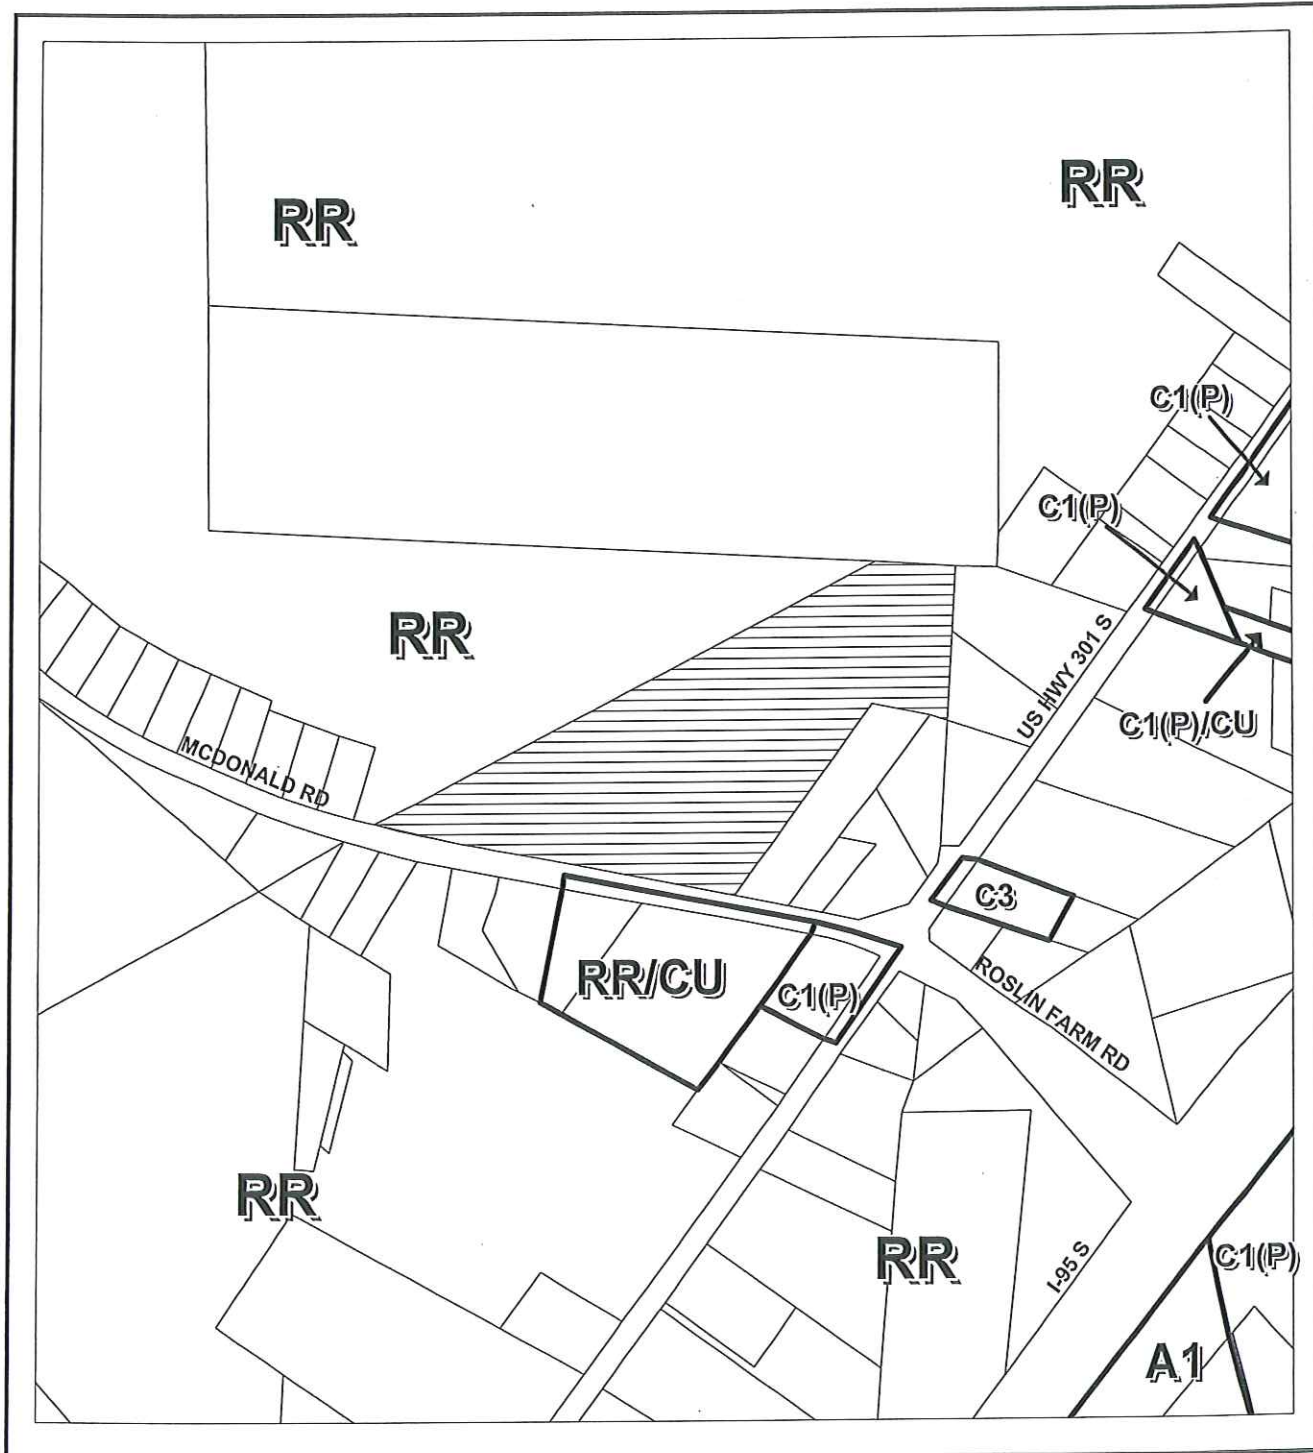 RR
RR
C1(P)
C1(P)
RR
US HWY 301 S
C1(P)/CU
MCDONALD RD
C3
RR/CU
C1(P)
ROSLIN FARM RD
RR
RR
I-95 S
C1(P)
A1